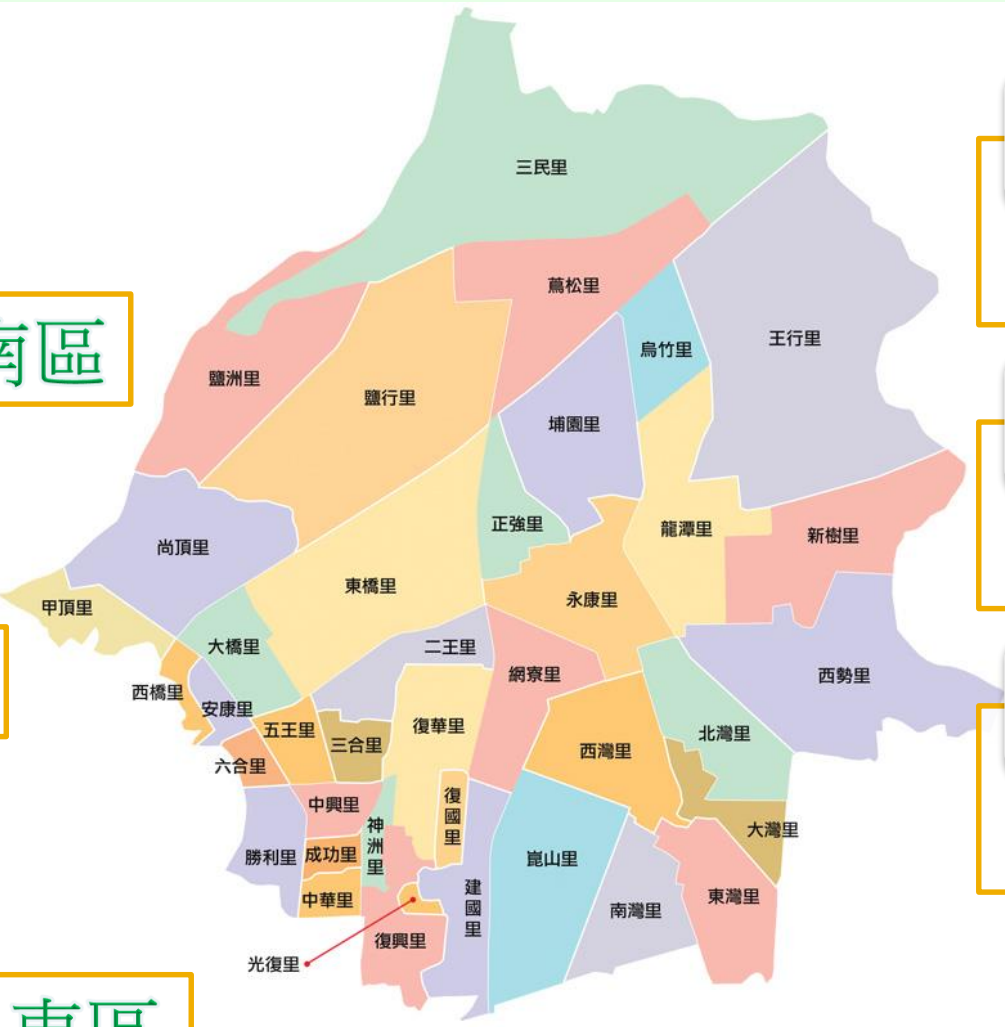 三民里
蔦松里
烏竹里
王行里
南區
鹽洲里
鹽行里
埔園里
正強里
龍潭里
新樹里
尚頂里
東橋里
永康里
甲頂里
大橋里
二王里
網寮里
西勢里
西橋里
安康里
五王里
三合里
復華里
西灣里
北灣里
六合里
中興里
神洲里
復國里
大灣里
勝利里
成功里
崑山里
中華里
建國里
南灣里
東灣里
復興里
光復里
東區